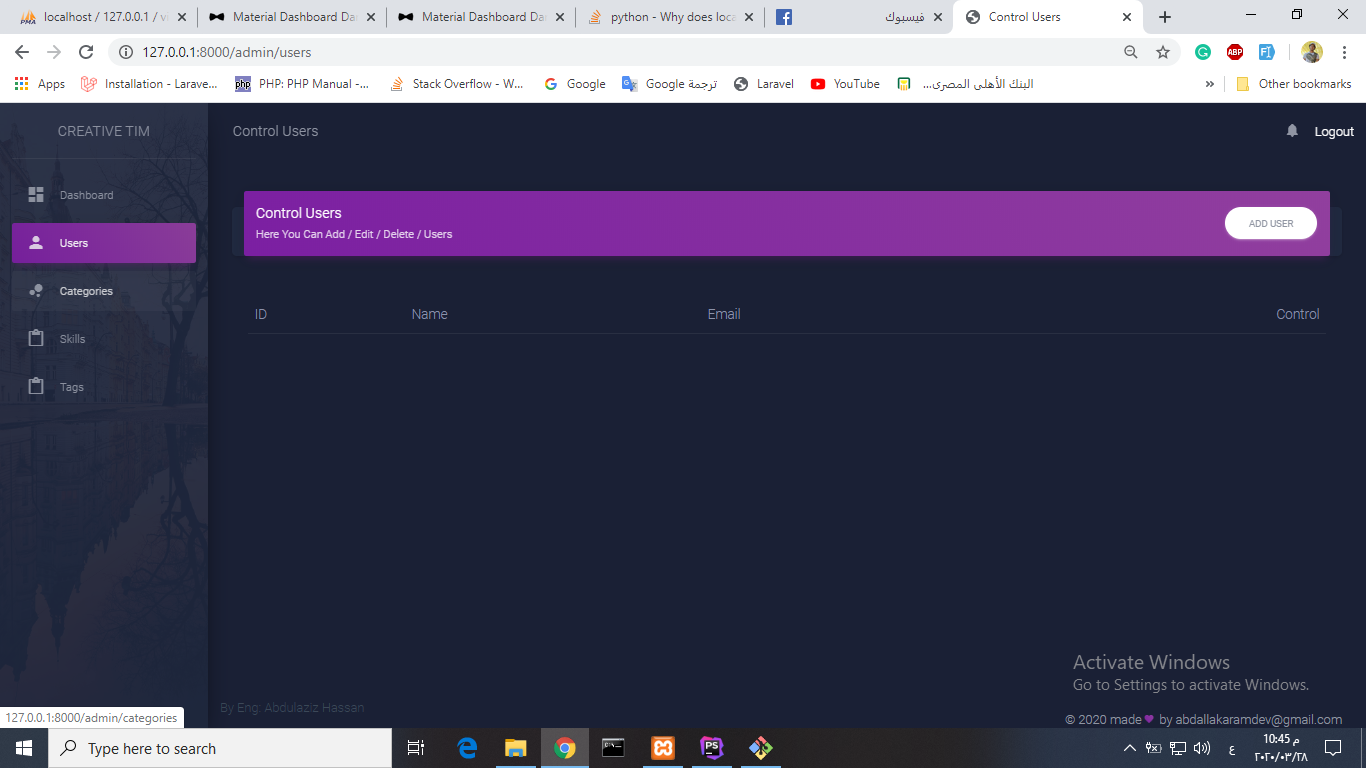 localhost / 127.0.0.1 / vi
Material Dashboard Da
Material Dashboard Da
python - Why does loca
فيسبوك
Control Users
127.0.0.1:8000/admin/users
ABP
Apps
Installation - Larave...
php
PHP: PHP Manual -...
Stack Overflow - W...
Google
Google ترجمة
Laravel
YouTube
البنك الأهلى المصرى...
»
Other bookmarks
CREATIVE TIM
Control Users
Logout
Dashboard
Users
Categories
Skills
Tags
Control Users
Here You Can Add / Edit / Delete / Users
ADD USER
ID Name Email Control
Activate Windows
Go to Settings to activate Windows.
By Eng: Abdulaziz Hassan
© 2020 made ♥ by abdallakaramdev@gmail.com
127.0.0.1:8000/admin/categories
Type here to search
PS
ع
10:45 م
٢٠٢٠/٠٣/٢٨